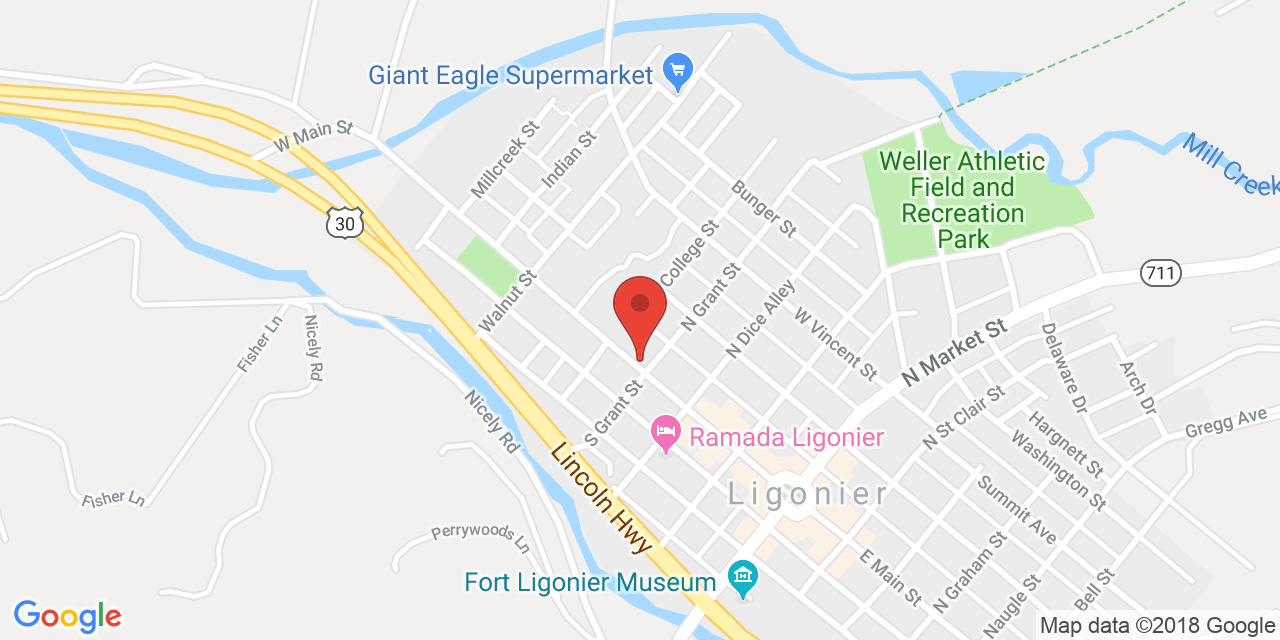 Giant Eagle Supermarket
W Main St
Millcreek St
Indian St
Weller Athletic
Field and
Recreation
Park
Mill Creek
Bunger St
30
College St
N Grant St
711
Walnut St
N Dice Alley
W Vincent St
N Market St
Fisher Ln
Nicely Rd
Delaware Dr
Arch Dr
Nicely Rd
S Grant St
N St Clair St
Hargnett St
Gregg Ave
Ramada Ligonier
Washington St
Lincoln Hwy
Ligonier
Summit Ave
Fisher Ln
Perrywoods Ln
E Main St
N Graham St
Fort Ligonier Museum
Naugle St
Bell St
Google
Map data ©2018 Google